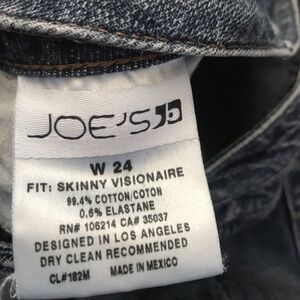 JOE'S
W 24
FIT: SKINNY VISIONAIRE
99.4% COTTON|COTON
0.6% ELASTANE
RN# 106214 CA# 35037
DESIGNED IN LOS ANGELES
DRY CLEAN RECOMMENDED
CL#182M MADE IN MEXICO